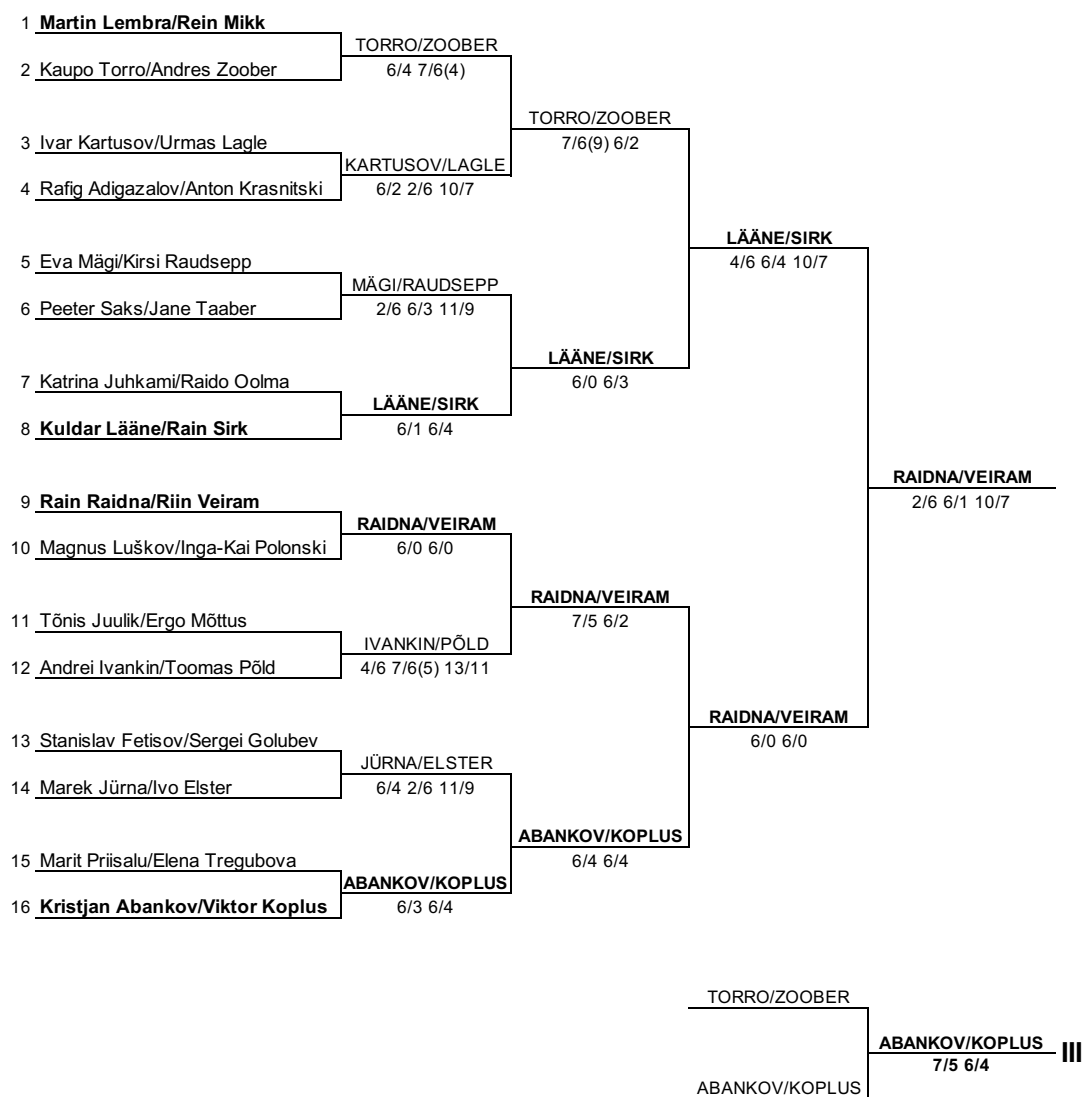 1 Martin Lembra/Rein Mikk
TORRO/ZOOBER
2 Kaupo Torro/Andres Zoober
6/4 7/6(4)
TORRO/ZOOBER
3 Ivar Kartusov/Urmas Lagle
7/6(9) 6/2
KARTUSOV/LAGLE
4 Rafig Adigazalov/Anton Krasnitski
6/2 2/6 10/7
LÄÄNE/SIRK
5 Eva Mägi/Kirsi Raudsepp
4/6 6/4 10/7
MÄGI/RAUDSEPP
6 Peeter Saks/Jane Taaber
2/6 6/3 11/9
LÄÄNE/SIRK
7 Katrina Juhkami/Raido Oolma
6/0 6/3
LÄÄNE/SIRK
8 Kuldar Lääne/Rain Sirk
6/1 6/4
RAIDNA/VEIRAM
9 Rain Raidna/Riin Veiram
2/6 6/1 10/7
RAIDNA/VEIRAM
10 Magnus Luškov/Inga-Kai Polonski
6/0 6/0
RAIDNA/VEIRAM
11 Tõnis Juulik/Ergo Mõttus
7/5 6/2
IVANKIN/PÕLD
12 Andrei Ivankin/Toomas Põld
4/6 7/6(5) 13/11
RAIDNA/VEIRAM
13 Stanislav Fetisov/Sergei Golubev
6/0 6/0
JÜRNA/ELSTER
14 Marek Jürna/Ivo Elster
6/4 2/6 11/9
ABANKOV/KOPLUS
15 Marit Priisalu/Elena Tregubova
6/4 6/4
ABANKOV/KOPLUS
16 Kristjan Abankov/Viktor Koplus
6/3 6/4
TORRO/ZOOBER
ABANKOV/KOPLUS III
7/5 6/4
ABANKOV/KOPLUS